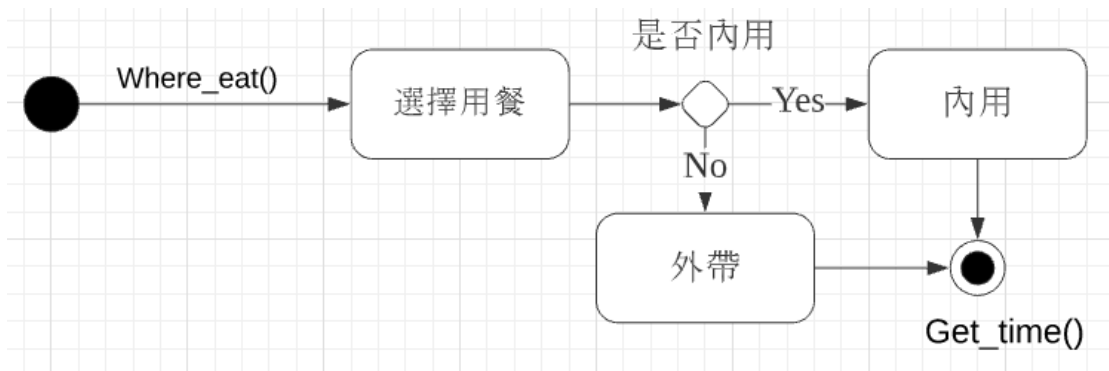 是否內用
Where_eat()
選擇用餐
Yes
內用
No
外帶
Get_time()